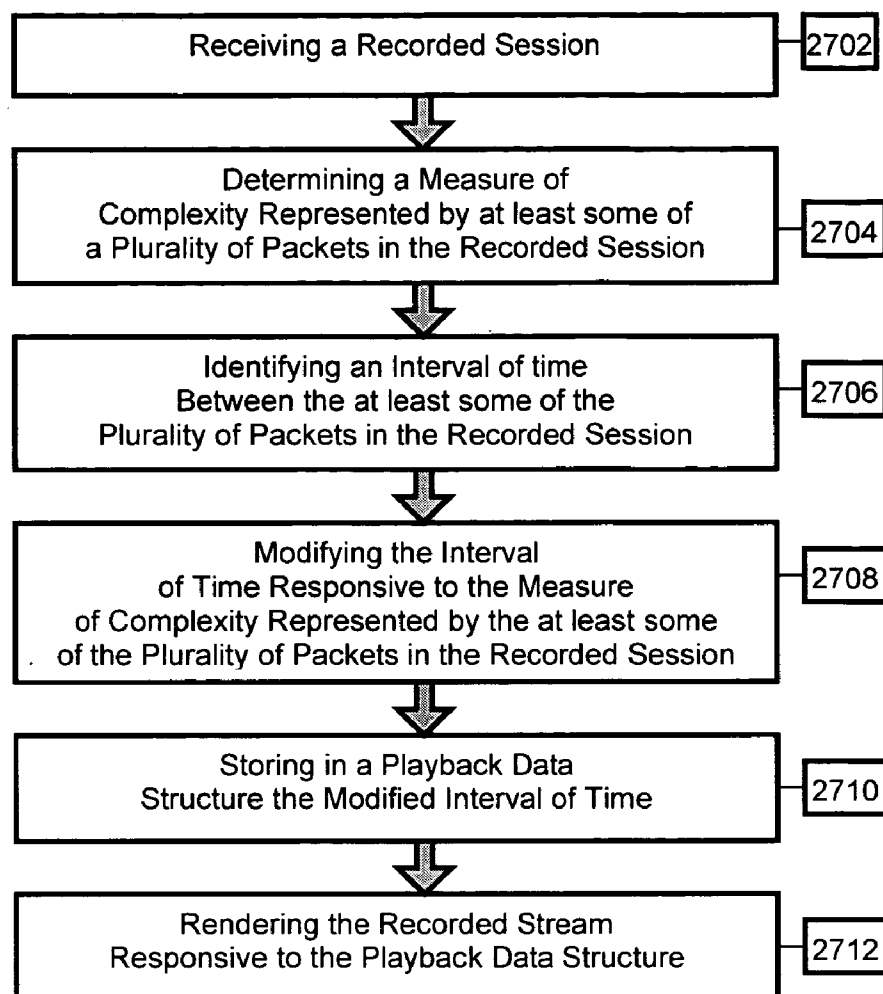 Receiving a Recorded Session
2702
Determining a Measure of
Complexity Represented by at least some of
a Plurality of Packets in the Recorded Session
2704
Identifying an Interval of time
Between the at least some of the
Plurality of Packets in the Recorded Session
2706
Modifying the Interval
of Time Responsive to the Measure
of Complexity Represented by the at least some
of the Plurality of Packets in the Recorded Session
2708
Storing in a Playback Data
Structure the Modified Interval of Time
2710
Rendering the Recorded Stream
Responsive to the Playback Data Structure
2712